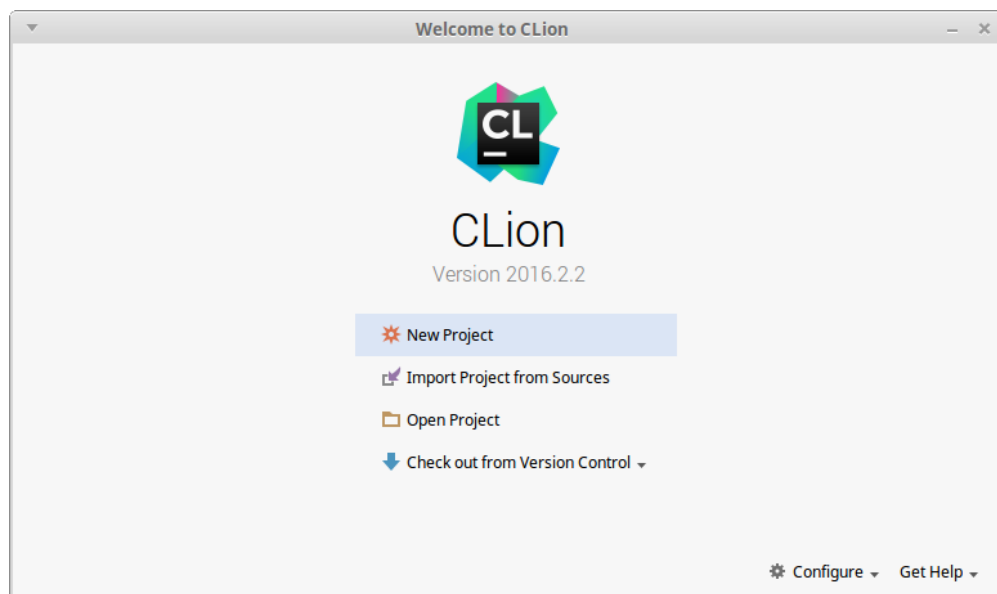 Welcome to CLion
CL
CLion
Version 2016.2.2
New Project
Import Project from Sources
Open Project
Check out from Version Control
Configure
Get Help